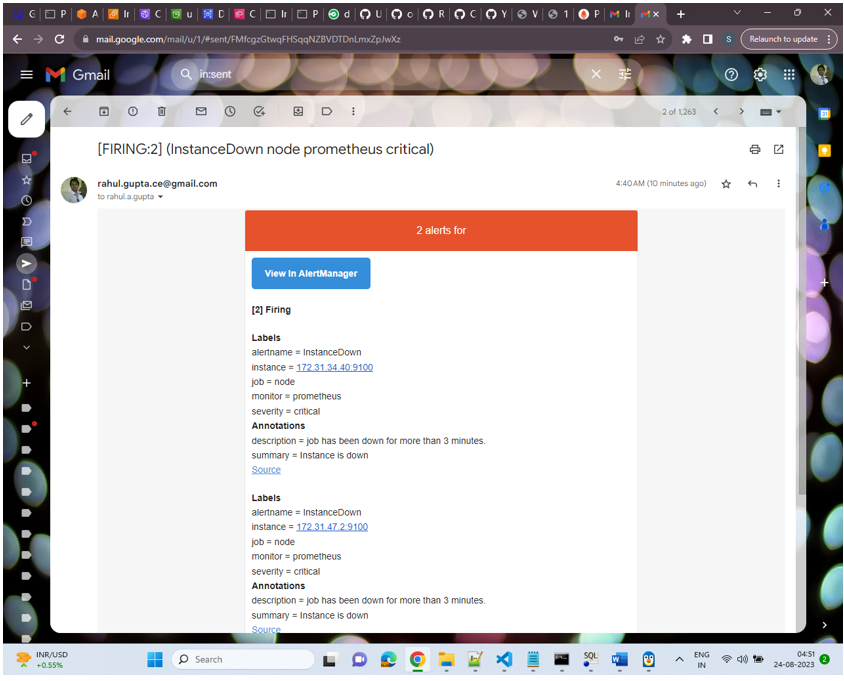 G
P
A
Ir
C
u
D
C
Ir
P
d
U
c
R
C
Y
V
1
P
Ir
mail.google.com/mail/u/1/#sent/FMfcgzGtwqFHSqqNZBVDTDnLmxZpJwXz
S
Relaunch to update
Gmail
in:sent
2 of 1,263
[FIRING:2] (InstanceDown node prometheus critical)
rahul.gupta.ce@gmail.com
4:40 AM (10 minutes ago)
to rahul.a.gupta
2 alerts for
View In AlertManager
[2] Firing
Labels
alertname = InstanceDown
instance = 172.31.34.40:9100
job = node
monitor = prometheus
severity = critical
Annotations
description = job has been down for more than 3 minutes.
summary = Instance is down
Source
Labels
alertname = InstanceDown
instance = 172.31.47.2:9100
job = node
monitor = prometheus
severity = critical
Annotations
description = job has been down for more than 3 minutes.
summary = Instance is down
Source
INR/USD
+0.55%
Search
SQL
ENG
IN
04:51
24-08-2023
2